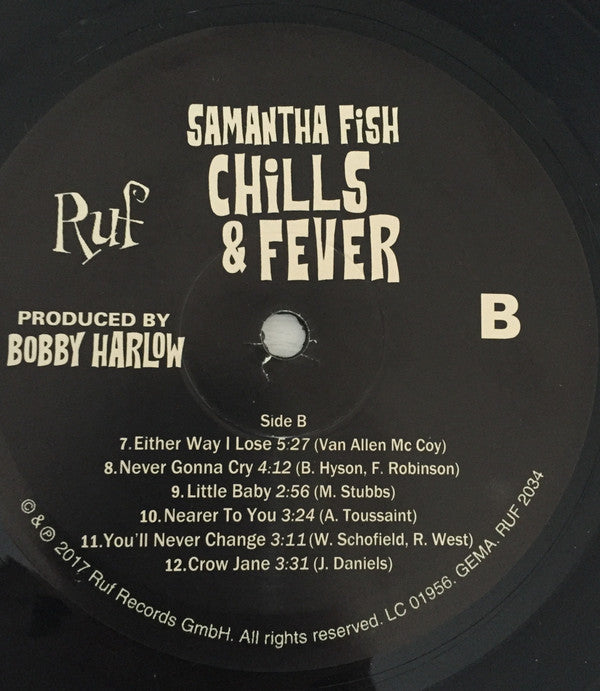 SAMANTHA FiSH
CHiLLS
& FEVER
Ruf
PRODUCED BY
BOBBY HARLOW
B
Side B
7.Either Way I Lose 5:27 (Van Allen Mc Coy)
8.Never Gonna Cry 4:12 (B. Hyson, F. Robinson)
9.Little Baby 2:56 (M. Stubbs)
10.Nearer To You 3:24 (A. Toussaint)
11.You'll Never Change 3:11 (W. Schofield, R. West)
12.Crow Jane 3:31 (J. Daniels)
© & ℗ 2017 Ruf Records GmbH. All rights reserved. LC 01956. GEMA. RUF 2034